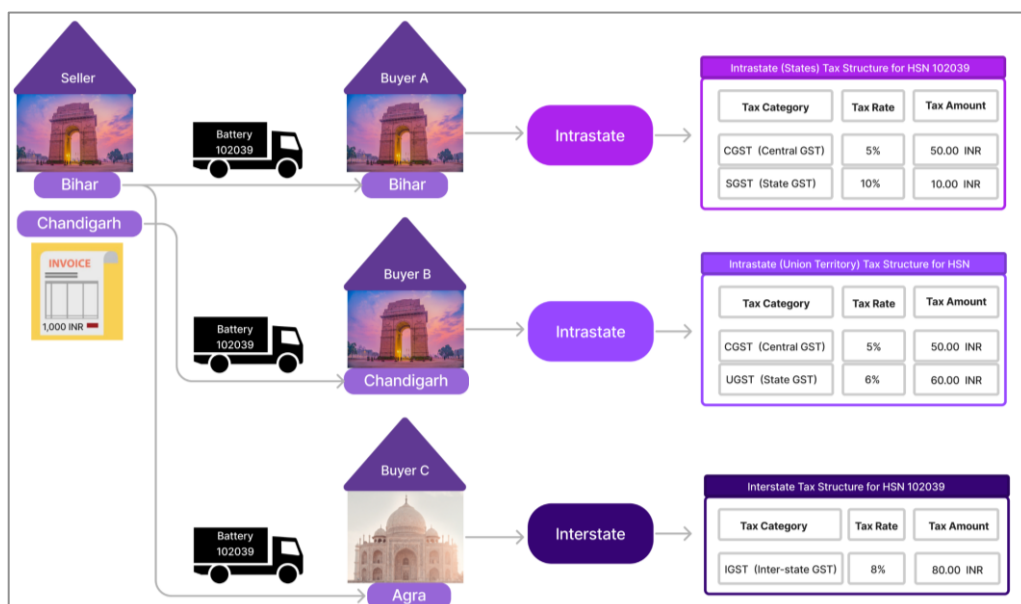 Seller
Bihar
Chandigarh
INVOICE
1,000 INR
Battery
102039
Buyer A
Bihar
Intrastate
Intrastate (States) Tax Structure for HSN 102039
Tax Category Tax Rate Tax Amount
CGST (Central GST) 5% 50.00 INR
SGST (State GST) 10% 10.00 INR
Battery
102039
Buyer B
Chandigarh
Intrastate
Intrastate (Union Territory) Tax Structure for HSN
Tax Category Tax Rate Tax Amount
CGST (Central GST) 5% 50.00 INR
UGST (State GST) 6% 60.00 INR
Battery
102039
Buyer C
Agra
Interstate
Interstate Tax Structure for HSN 102039
Tax Category Tax Rate Tax Amount
IGST (Inter-state GST) 8% 80.00 INR